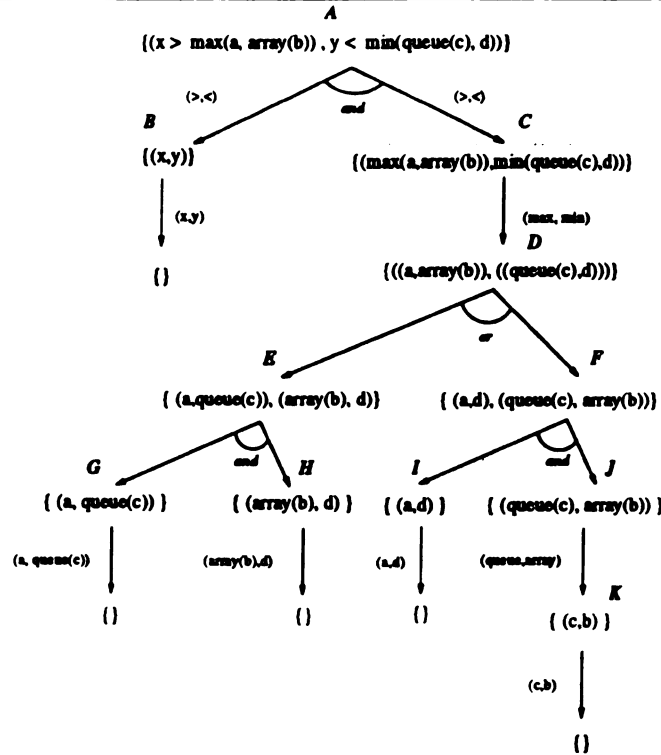 A
{(x > max(a, array(b)) , y < min(queue(c), d))}
(>,<)
and
(>,<)
B
C
{(x,y)}
{(max(a,array(b)),min(queue(c),d))}
(x,y)
(max, min)
D
{}
{((a,array(b)), ((queue(c),d)))}
or
E
F
{ (a,queue(c)), (array(b), d)}
{ (a,d), (queue(c), array(b))}
G
and
H
I
and
J
{ (a, queue(c)) }
{ (array(b), d) }
{ (a,d) }
{ (queue(c), array(b)) }
(a, queue(c))
(array(b),d)
(a,d)
(queue,array)
K
{}
{}
{}
{ (c,b) }
(c,b)
{}